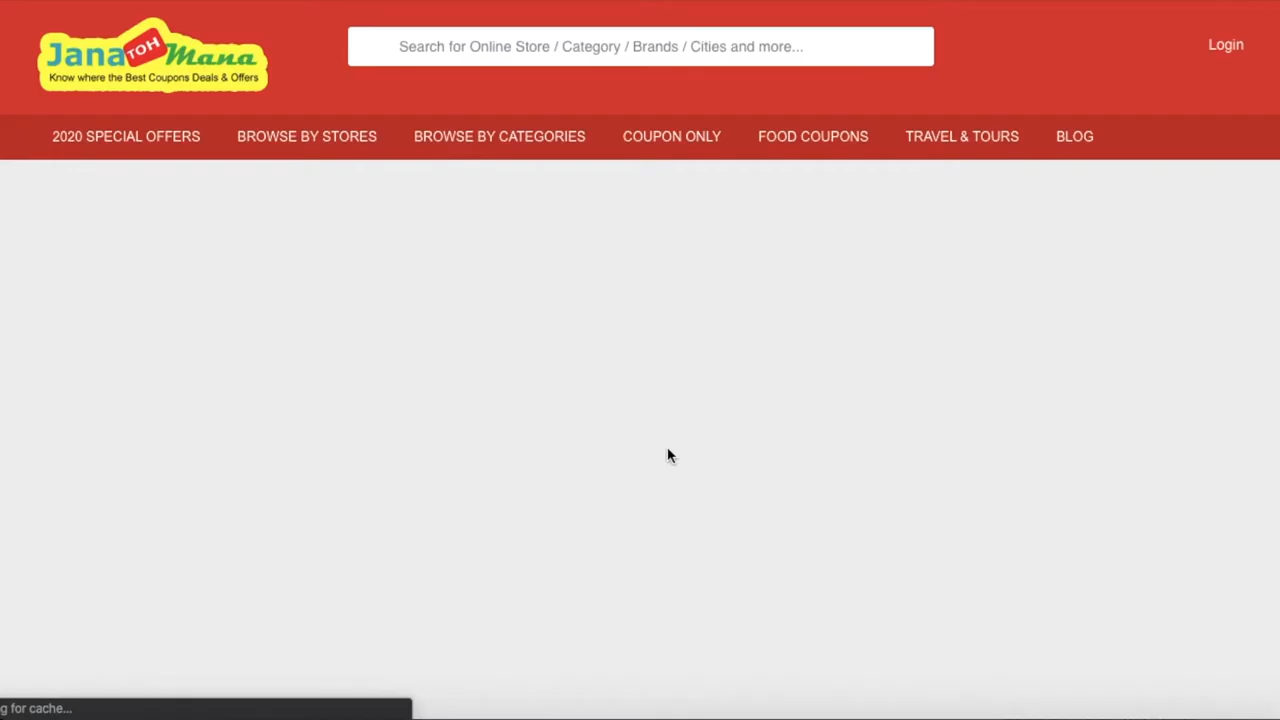 Jana TOH Mana
Know where the Best Coupons Deals & Offers
Search for Online Store / Category / Brands / Cities and more...
Login
2020 SPECIAL OFFERS BROWSE BY STORES BROWSE BY CATEGORIES COUPON ONLY FOOD COUPONS TRAVEL & TOURS BLOG
g for cache...